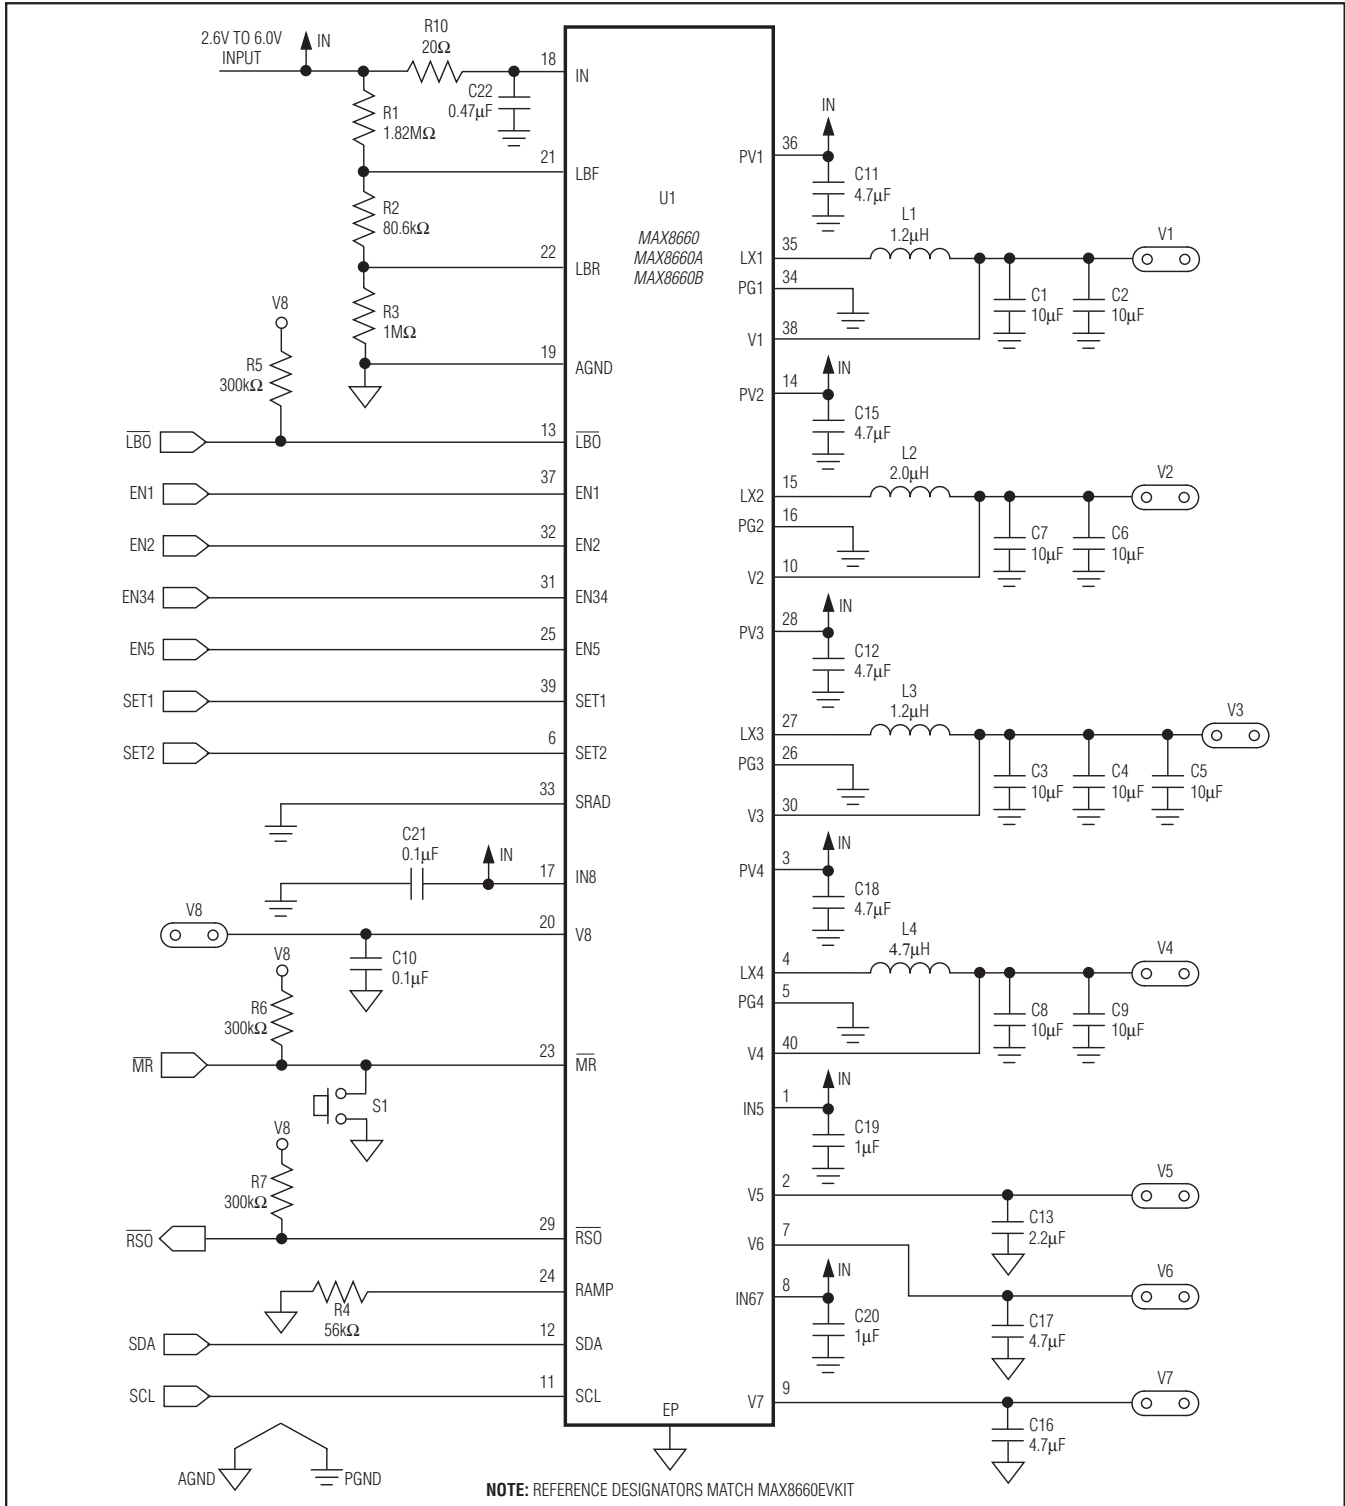 2.6V TO 6.0V
INPUT
IN
R10
20Ω
18
IN
C22
0.47µF
R1
1.82MΩ
21
LBF
R2
80.6kΩ
22
LBR
R3
1MΩ
19
AGND
V8
R5
300kΩ
LBO
13
LBO
EN1
37
EN1
EN2
32
EN2
EN34
31
EN34
EN5
25
EN5
SET1
39
SET1
SET2
6
SET2
33
SRAD
C21
0.1µF
IN
17
IN8
V8
20
V8
C10
0.1µF
V8
R6
300kΩ
MR
23
MR
S1
V8
R7
300kΩ
RSO
29
RSO
24
RAMP
R4
56kΩ
SDA
12
SDA
SCL
11
SCL
AGND
PGND
U1
MAX8660
MAX8660A
MAX8660B
EP
IN
PV1
36
C11
4.7µF
L1
1.2µH
LX1
35
V1
PG1
34
C1
10µF
C2
10µF
V1
38
IN
PV2
14
C15
4.7µF
L2
2.0µH
LX2
15
V2
PG2
16
C7
10µF
C6
10µF
V2
10
IN
PV3
28
C12
4.7µF
L3
1.2µH
LX3
27
V3
PG3
26
C3
10µF
C4
10µF
C5
10µF
V3
30
IN
PV4
3
C18
4.7µF
L4
4.7µH
LX4
4
V4
PG4
5
C8
10µF
C9
10µF
V4
40
IN
IN5
1
C19
1µF
V5
2
V5
C13
2.2µF
V6
7
V6
IN
IN67
8
C20
1µF
C17
4.7µF
V7
9
V7
C16
4.7µF
NOTE: REFERENCE DESIGNATORS MATCH MAX8660EVKIT